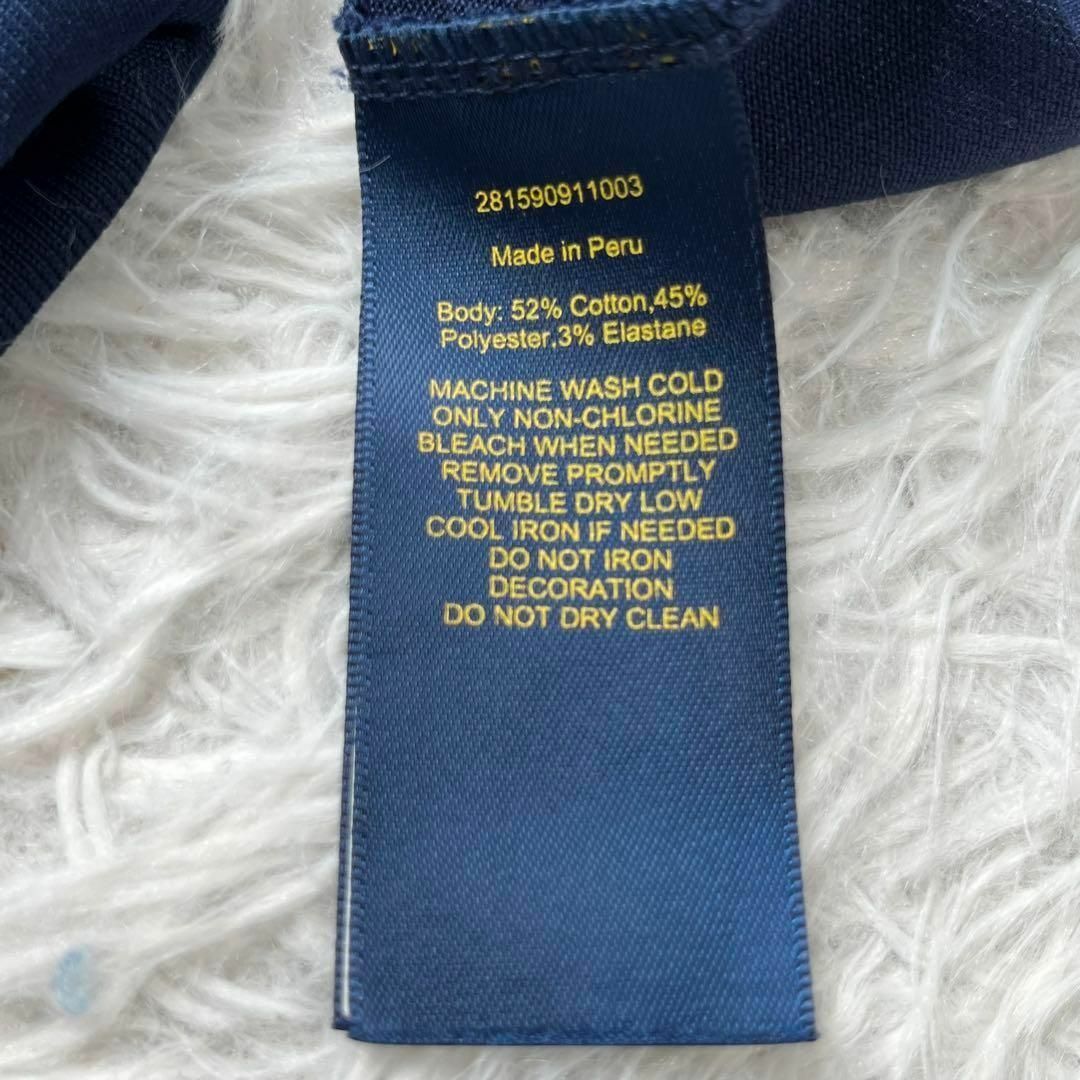 281590911003
Made in Peru
Body: 52% Cotton,45%
Polyester,3% Elastane
MACHINE WASH COLD
ONLY NON-CHLORINE
BLEACH WHEN NEEDED
REMOVE PROMPTLY
TUMBLE DRY LOW
COOL IRON IF NEEDED
DO NOT IRON
DECORATION
DO NOT DRY CLEAN